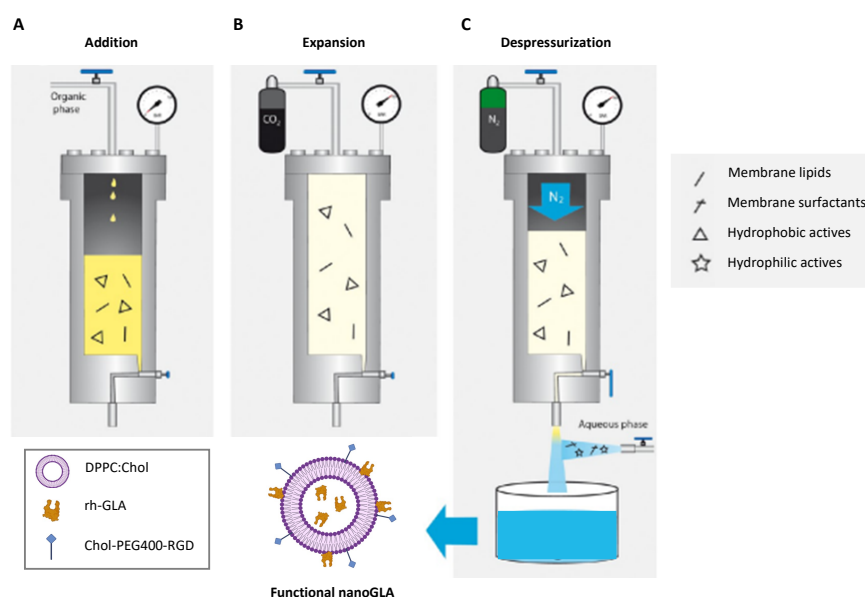 A
Addition
B
Expansion
C
Despressurization
Organic
phase
CO2
N2
N2
Membrane lipids
Membrane surfactants
Hydrophobic actives
Hydrophilic actives
Aqueous phase
DPPC:Chol
rh-GLA
Chol-PEG400-RGD
Functional nanoGLA